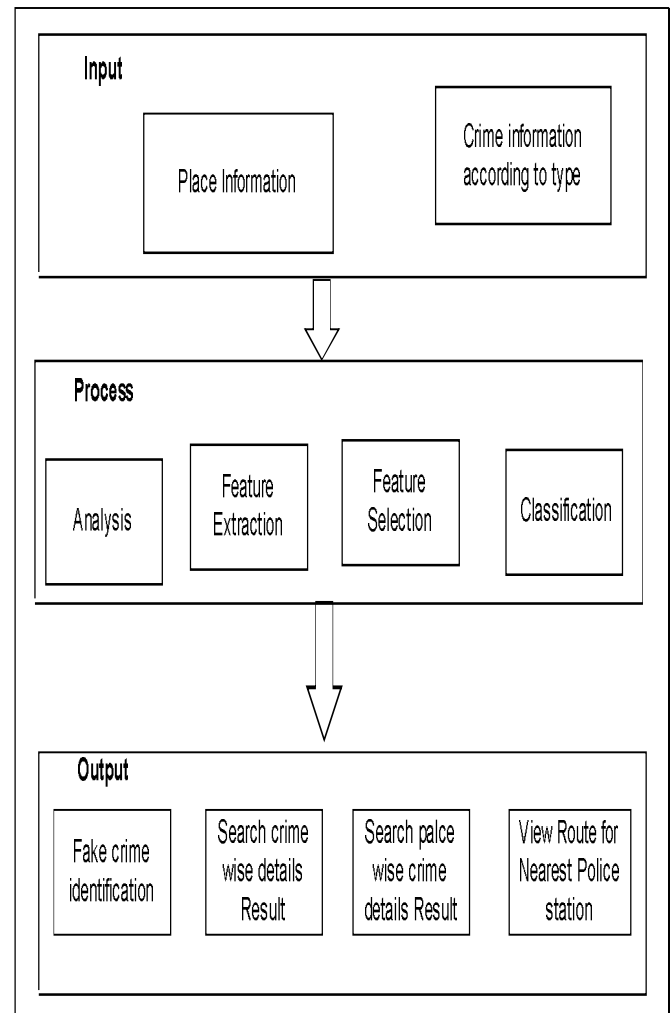 Input
Place Information
Crime information
according to type
Process
Analysis
Feature
Extraction
Feature
Selection
Classification
Output
Fake crime
identification
Search crime
wise details
Result
Search palce
wise crime
details Result
View Route for
Nearest Police
station